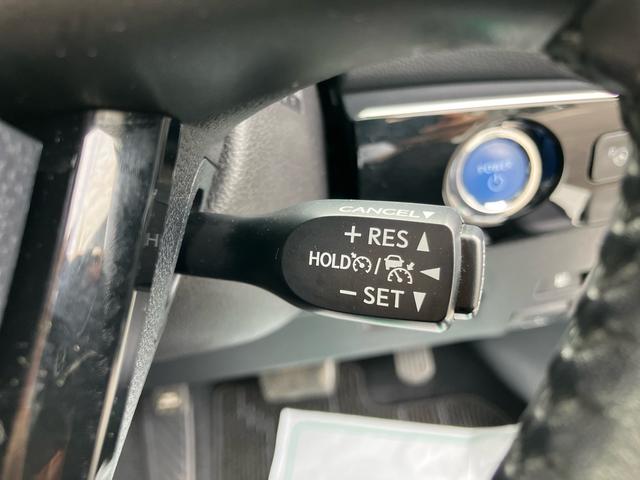 CANCEL▼
+ RES ▲
HOLD / ◄
− SET ▼
POWER